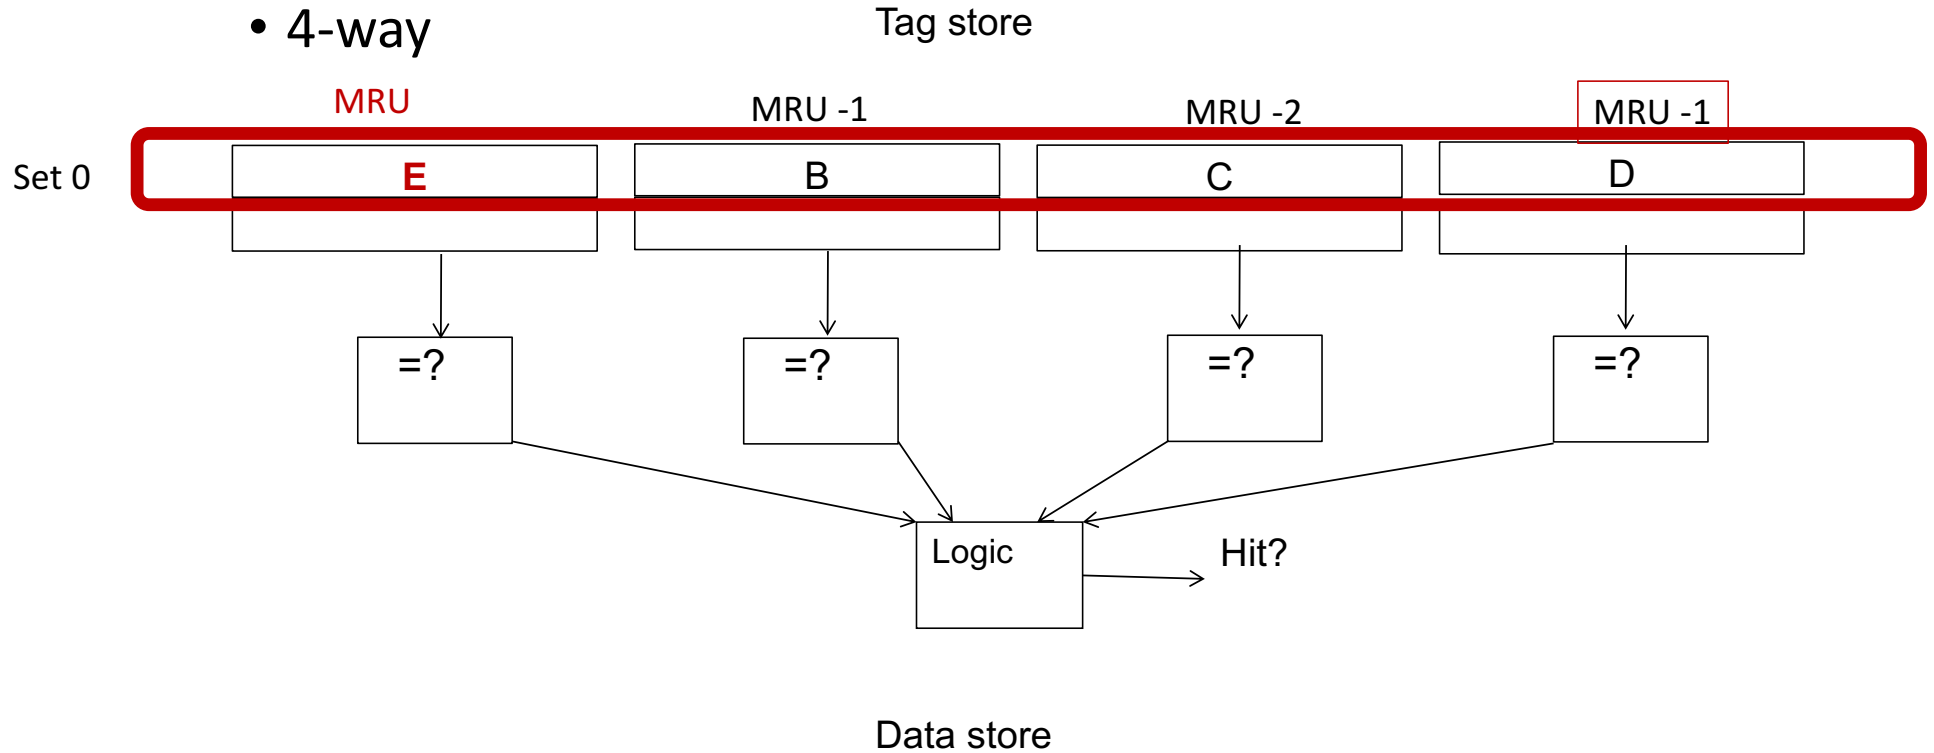 • 4-way
Tag store
MRU
MRU -1
MRU -2
MRU -1
Set 0
E
B
C
D
=?
=?
=?
=?
Logic
Hit?
Data store